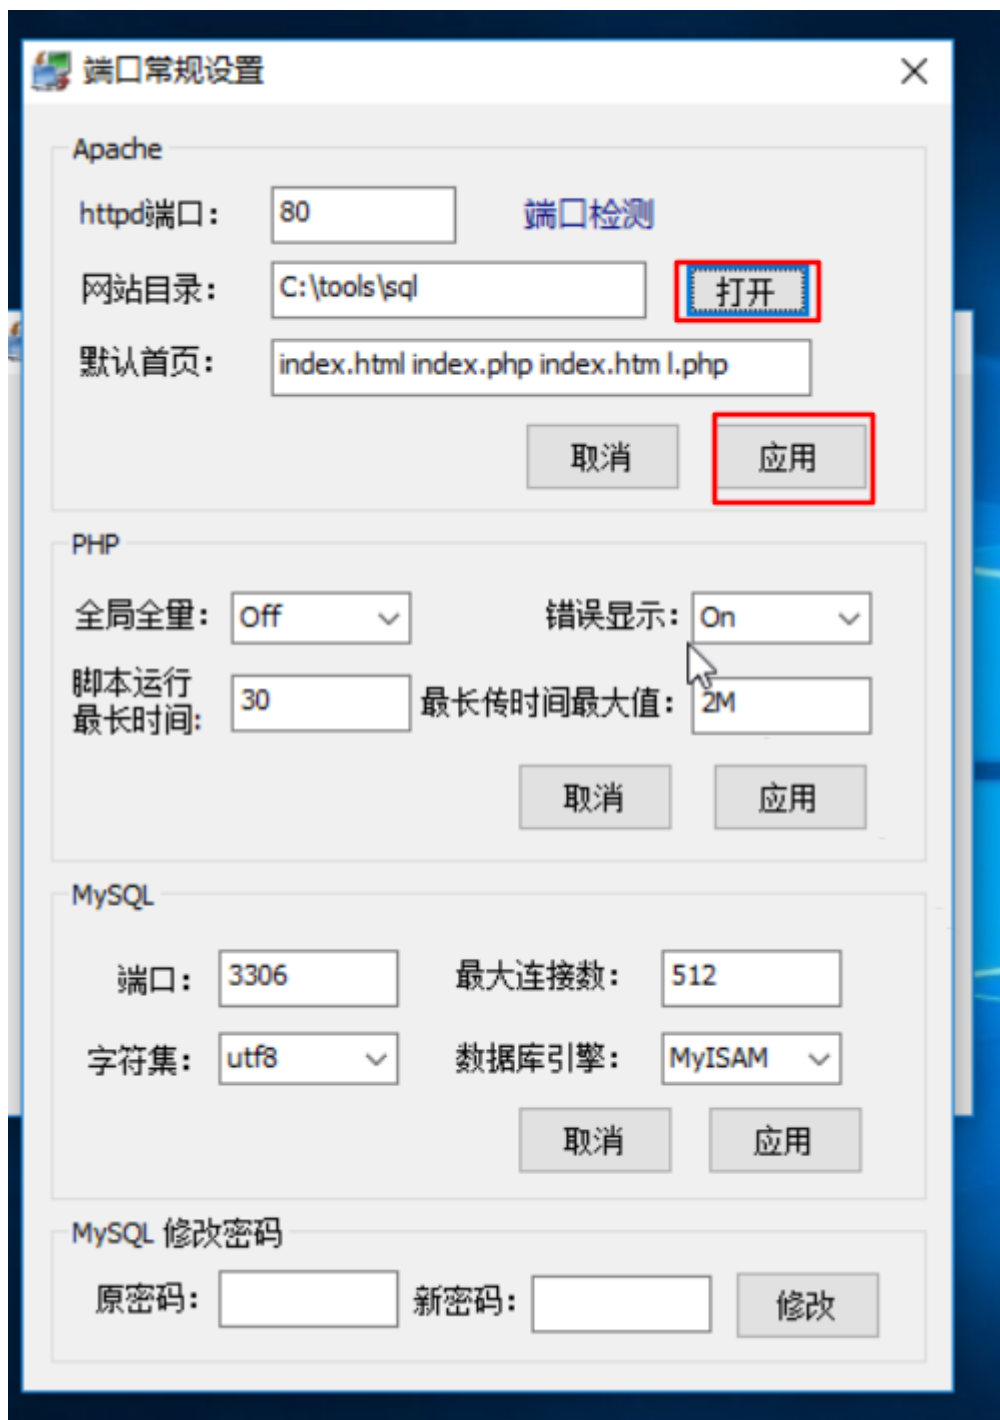 端口常规设置
Apache
httpd端口： 80 端口检测
网站目录： C:\tools\sql 打开
默认首页： index.html index.php index.htm l.php
取消 应用
PHP
全局全量： Off 错误显示： On
脚本运行
最长时间: 30 最长传时间最大值： 2M
取消 应用
MySQL
端口： 3306 最大连接数： 512
字符集： utf8 数据库引擎： MyISAM
取消 应用
MySQL 修改密码
原密码： 新密码： 修改